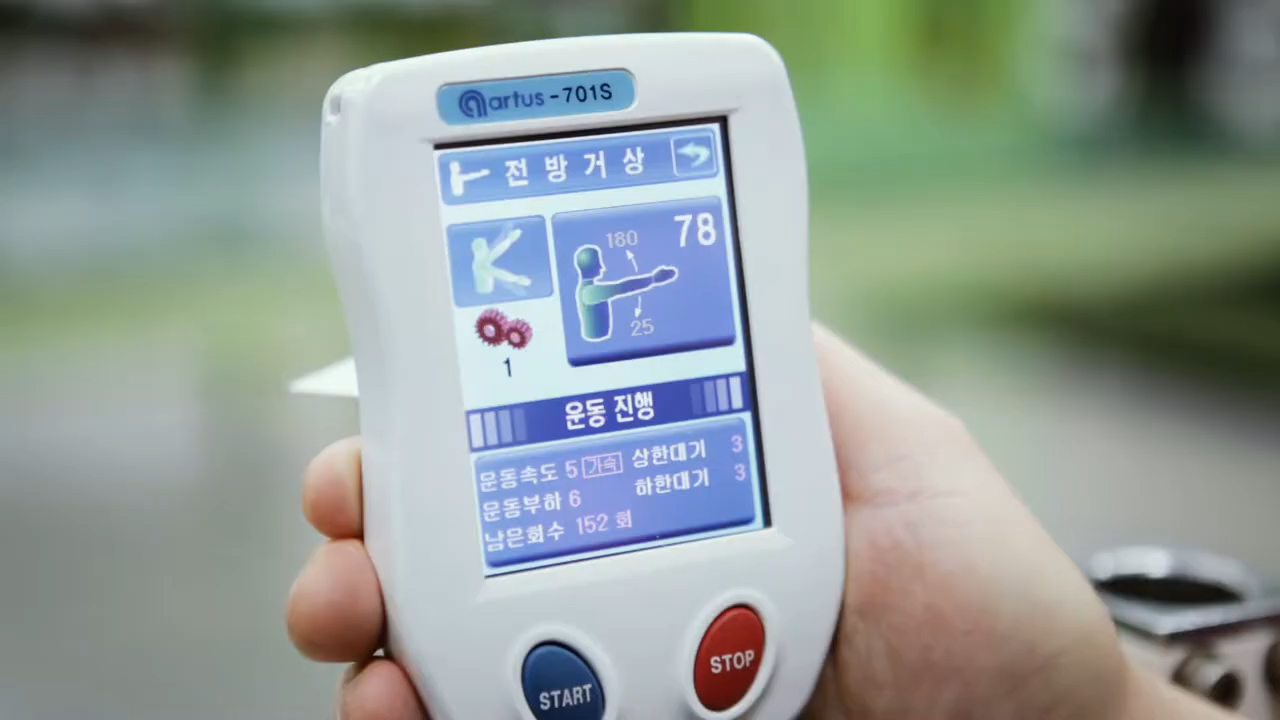 artus-701S
전방거상
180
78
25
1
운동 진행
운동속도 5 가속 상한대기 3
운동부하 6 하한대기 3
남은회수 152 회
START
STOP